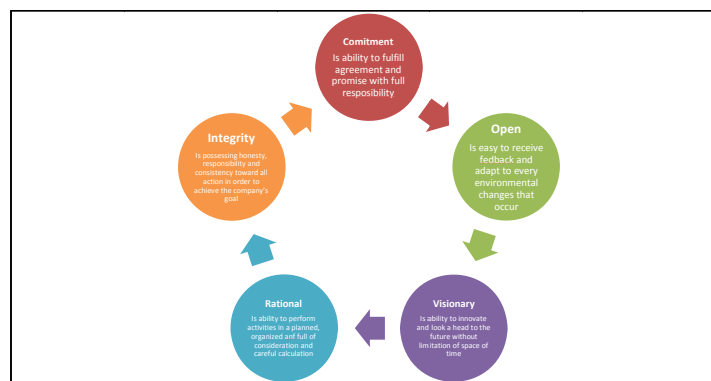 Comitment
Is ability to fulfill
agreement and
promise with full
resposibility
Open
Is easy to receive
fedback and
adapt to every
environmental
changes that
occur
Visionary
Is ability to innovate
and look a head to the
future without
limitation of space of
time
Rational
Is ability to perform
activities in a planned,
organized anf full of
consideration and
careful calculation
Integrity
Is possessing honesty,
responsibility and
consistency toward all
action in order to
achieve the company's
goal